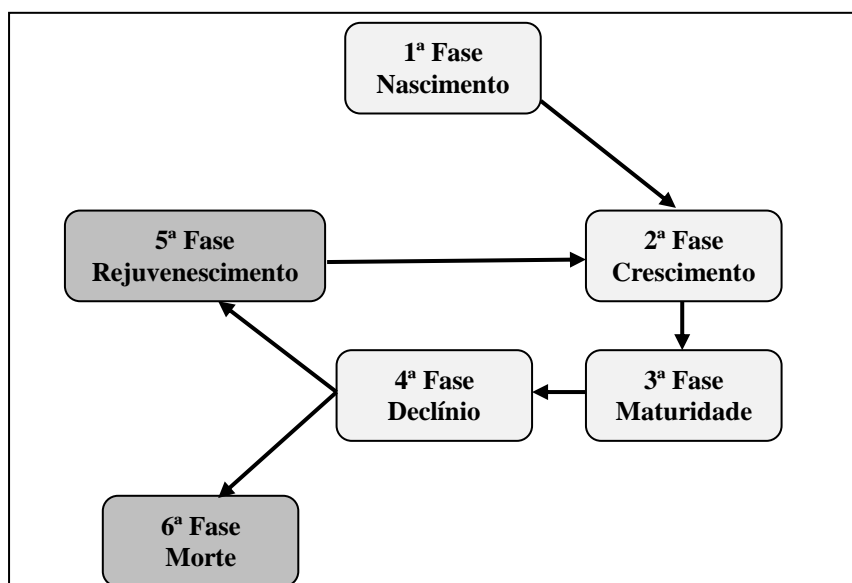 1ª Fase
Nascimento
2ª Fase
Crescimento
3ª Fase
Maturidade
4ª Fase
Declínio
5ª Fase
Rejuvenescimento
6ª Fase
Morte